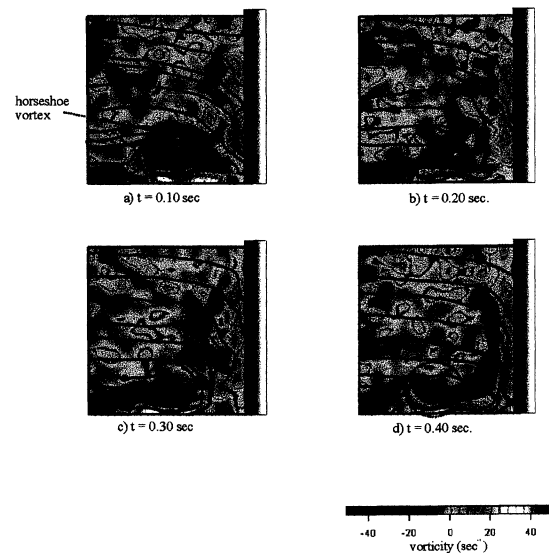 horseshoe
vortex
a) t = 0.10 sec
b) t = 0.20 sec.
c) t = 0.30 sec
d) t = 0.40 sec.
-40 -20 0 20 40
vorticity (sec⁻¹)